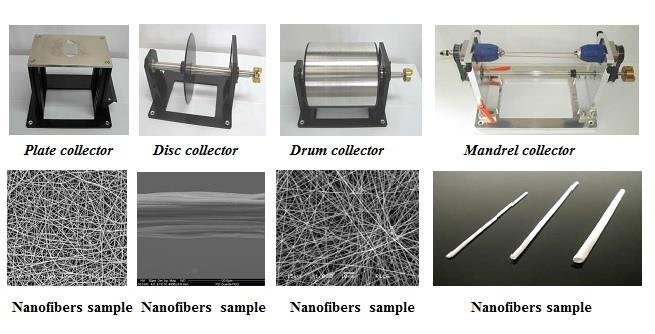 Plate collector
Disc collector
Drum collector
Mandrel collector
Nanofibers sample
Nanofibers sample
Nanofibers sample
Nanofibers sample